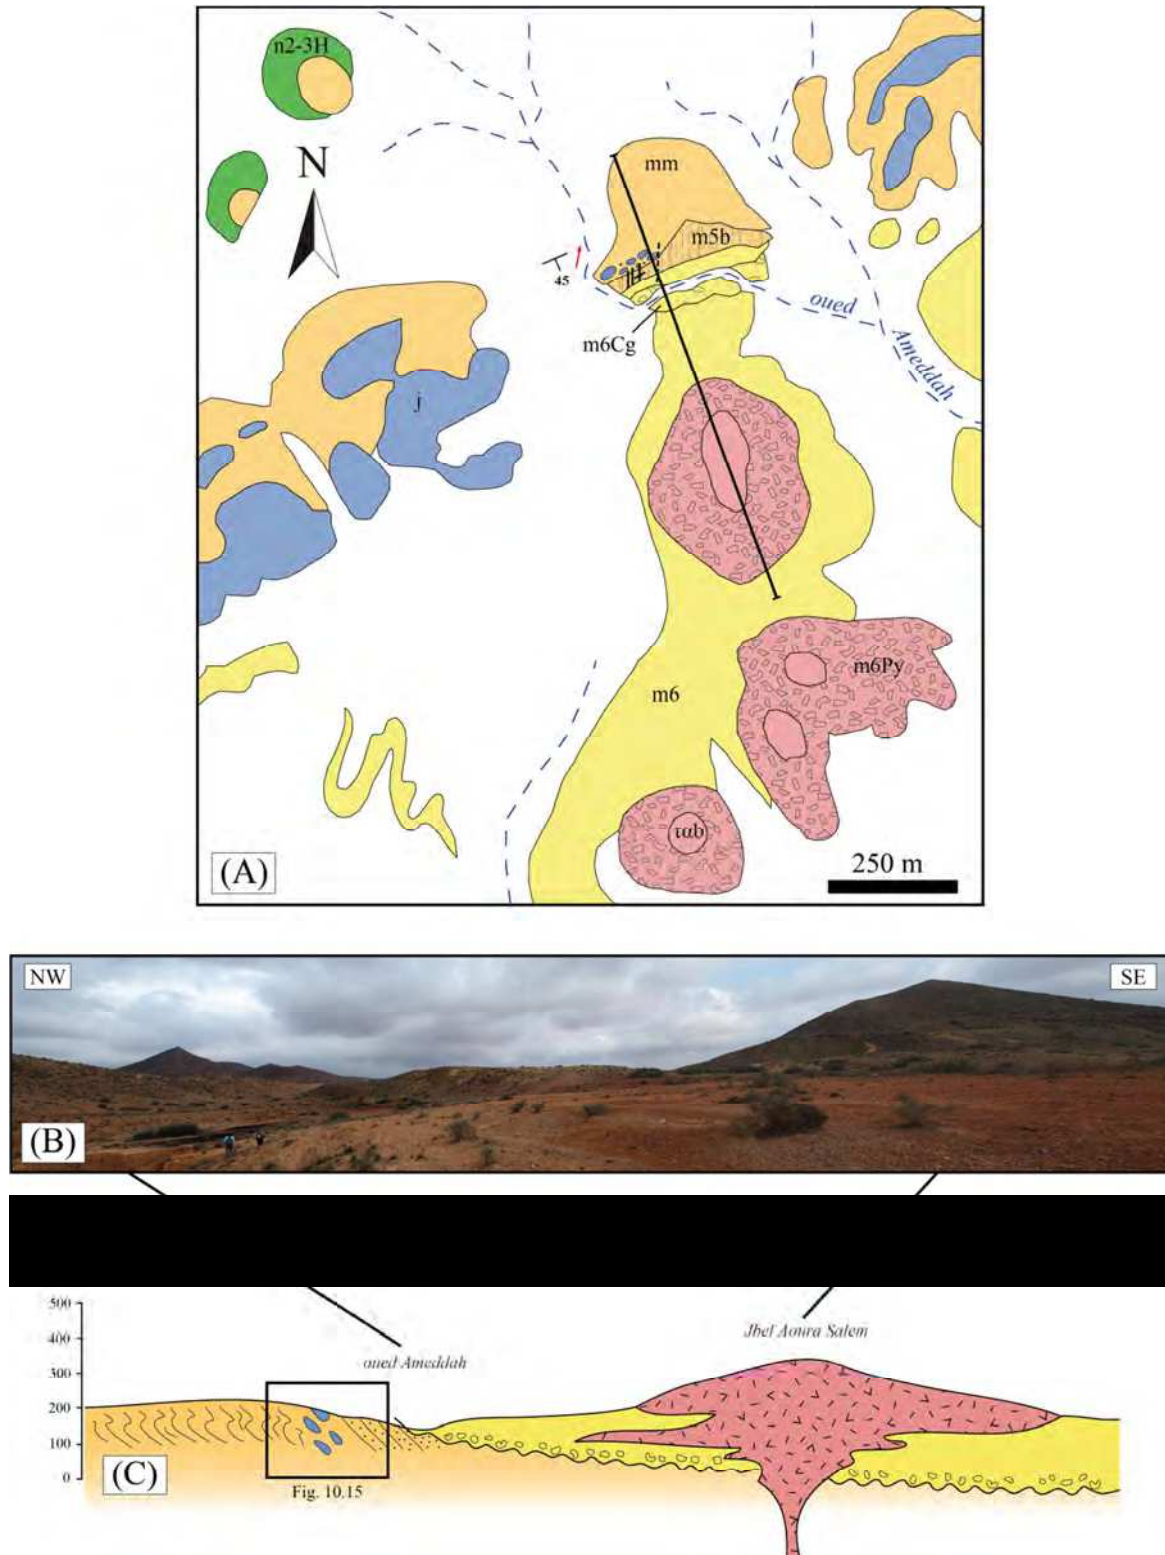 n2-3H
N
mm
m5b
45
oued
Ameddah
m6Cg
j
m6
m6Py
ταb
(A)
250 m
NW
SE
(B)
500
400
300
200
100
0
oued Ameddah
Jbel Aoura Salem
(C)
Fig. 10.15